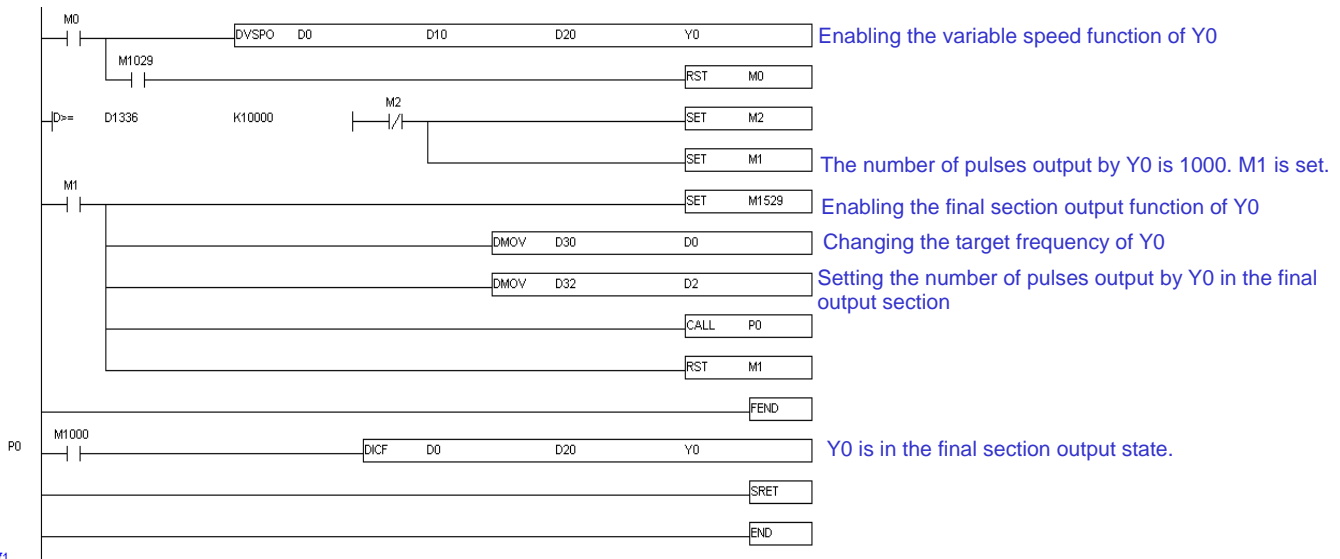 M0
DVSPO D0 D10 D20 Y0 Enabling the variable speed function of Y0
M1029
RST M0
D>= D1336 K10000 M2 SET M2
SET M1 The number of pulses output by Y0 is 1000. M1 is set.
M1
SET M1529 Enabling the final section output function of Y0
DMOV D30 D0 Changing the target frequency of Y0
DMOV D32 D2 Setting the number of pulses output by Y0 in the final
output section
CALL P0
RST M1
FEND
P0 M1000 DICF D0 D20 Y0 Y0 is in the final section output state.
SRET
END